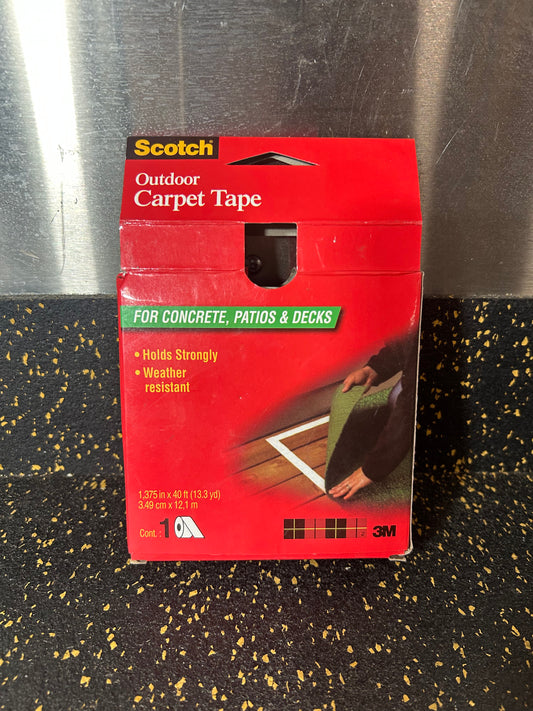 Scotch
Outdoor
Carpet Tape
FOR CONCRETE, PATIOS & DECKS
• Holds Strongly
• Weather
resistant
1,375 in x 40 ft (13.3 yd)
3.49 cm x 12,1 m
Cont.: 1
3M